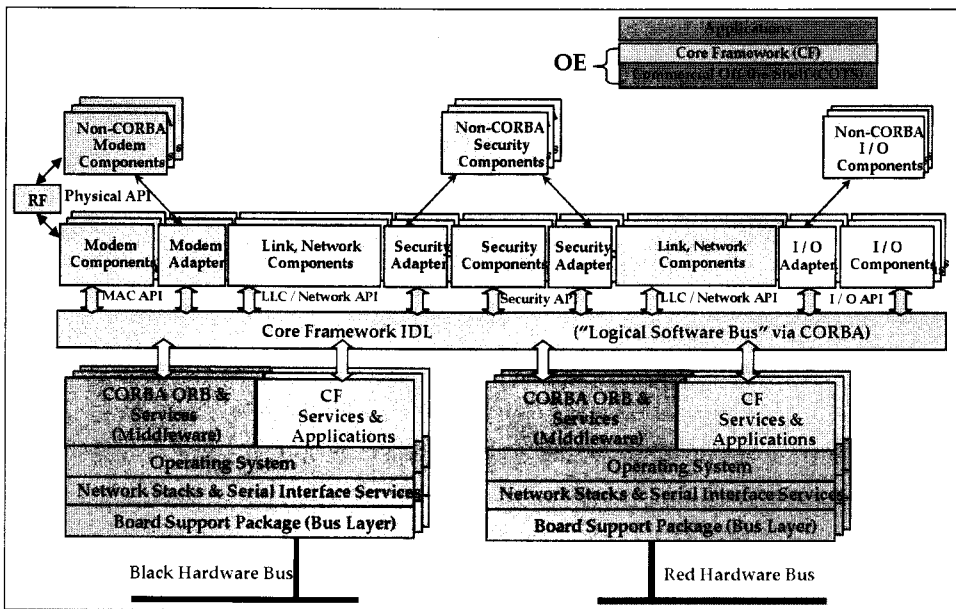 Applications
OE
Core Framework (CF)
Commercial Off-the-Shelf (COTS)
Non-CORBA
Modem
Components
Non-CORBA
Security
Components
Non-CORBA
I / O
Components
RF
Physical API
Modem
Components
Modem
Adapter
Link, Network
Components
Security
Adapter
Security
Components
Security
Adapter
Link, Network
Components
I / O
Adapter
I / O
Components
MAC API
LLC / Network API
Security API
LLC / Network API
I / O API
Core Framework IDL
("Logical Software Bus" via CORBA)
CORBA ORB &
Services
(Middleware)
CF
Services &
Applications
Operating System
Network Stacks & Serial Interface Services
Board Support Package (Bus Layer)
CORBA ORB &
Services
(Middleware)
CF
Services &
Applications
Operating System
Network Stacks & Serial Interface Services
Board Support Package (Bus Layer)
Black Hardware Bus
Red Hardware Bus